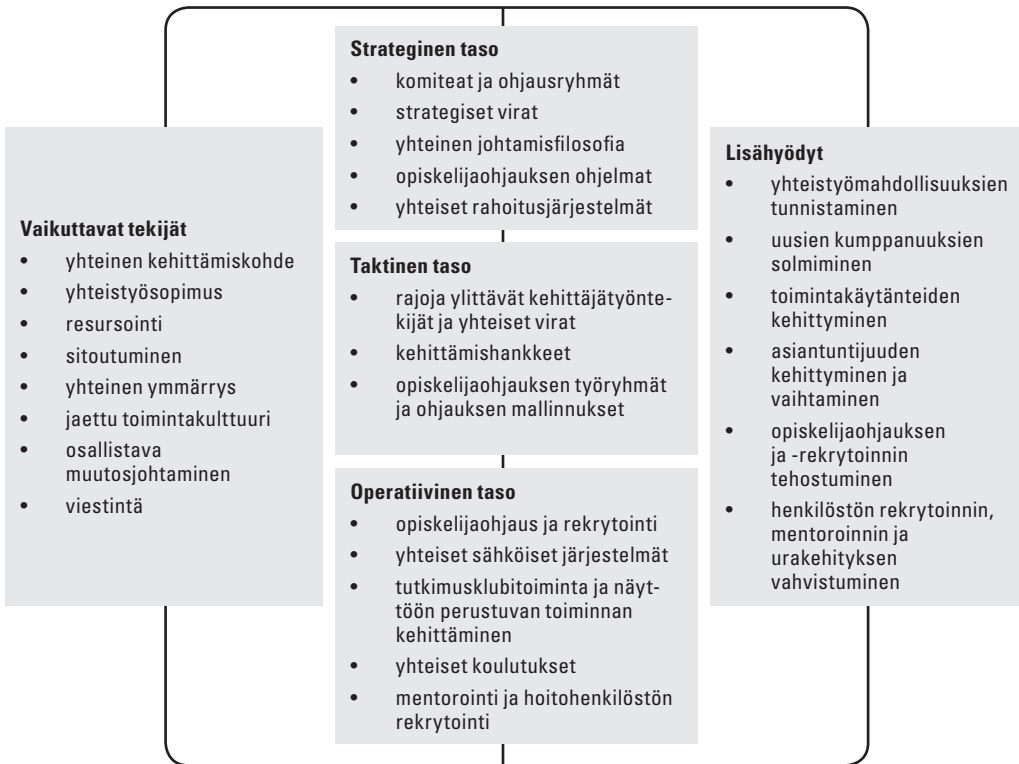 Vaikuttavat tekijät
• yhteinen kehittämiskohde
• yhteistyösopimus
• resursointi
• sitoutuminen
• yhteinen ymmärrys
• jaettu toimintakulttuuri
• osallistava
muutosjohtaminen
• viestintä
Strateginen taso
• komiteat ja ohjausryhmät
• strategiset virat
• yhteinen johtamisfilosofia
• opiskelijaohjauksen ohjelmat
• yhteiset rahoitusjärjestelmät
Taktinen taso
• rajoja ylittävät kehittäjätyönte-
kijät ja yhteiset virat
• kehittämishankkeet
• opiskelijaohjauksen työryhmät
ja ohjauksen mallinnukset
Operatiivinen taso
• opiskelijaohjaus ja rekrytointi
• yhteiset sähköiset järjestelmät
• tutkimusklubitoiminta ja näyt-
töön perustuvan toiminnan
kehittäminen
• yhteiset koulutukset
• mentorointi ja hoitohenkilöstön
rekrytointi
Lisähyödyt
• yhteistyömahdollisuuksien
tunnistaminen
• uusien kumppanuuksien
solmiminen
• toimintakäytänteiden
kehittyminen
• asiantuntijuuden
kehittyminen ja
vaihtaminen
• opiskelijaohjauksen
ja -rekrytoinnin
tehostuminen
• henkilöstön rekrytoinnin,
mentoroinnin ja
urakehityksen
vahvistuminen